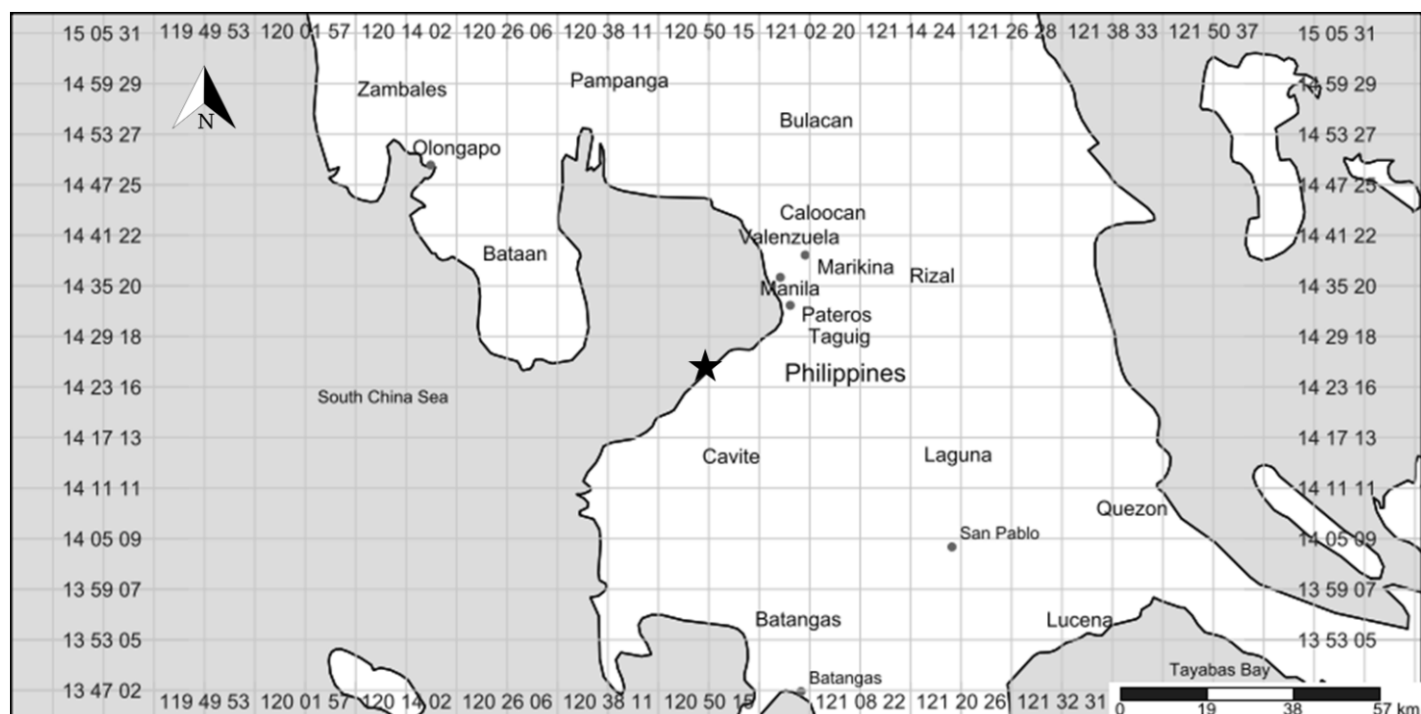 15 05 31 119 49 53 120 01 57 120 14 02 120 26 06 120 38 11 120 50 15 121 02 20 121 14 24 121 26 28 121 38 33 121 50 37 15 05 31
14 59 29 Zambales Pampanga 14 59 29
N
14 53 27 Bulacan 14 53 27
Olongapo
14 47 25 14 47 25
Caloocan
14 41 22 Valenzuela 14 41 22
Bataan
Marikina
Rizal
14 35 20 Manila 14 35 20
Pateros
14 29 18 Taguig 14 29 18
Philippines
14 23 16 14 23 16
South China Sea
14 17 13 14 17 13
Cavite Laguna
14 11 11 14 11 11
Quezon
14 05 09 San Pablo 14 05 09
13 59 07 13 59 07
Batangas Lucena
13 53 05 13 53 05
Tayabas Bay
Batangas
13 47 02 119 49 53 120 01 57 120 14 02 120 26 06 120 38 11 120 50 15 121 08 22 121 20 26 121 32 31
0 19 38 57 km